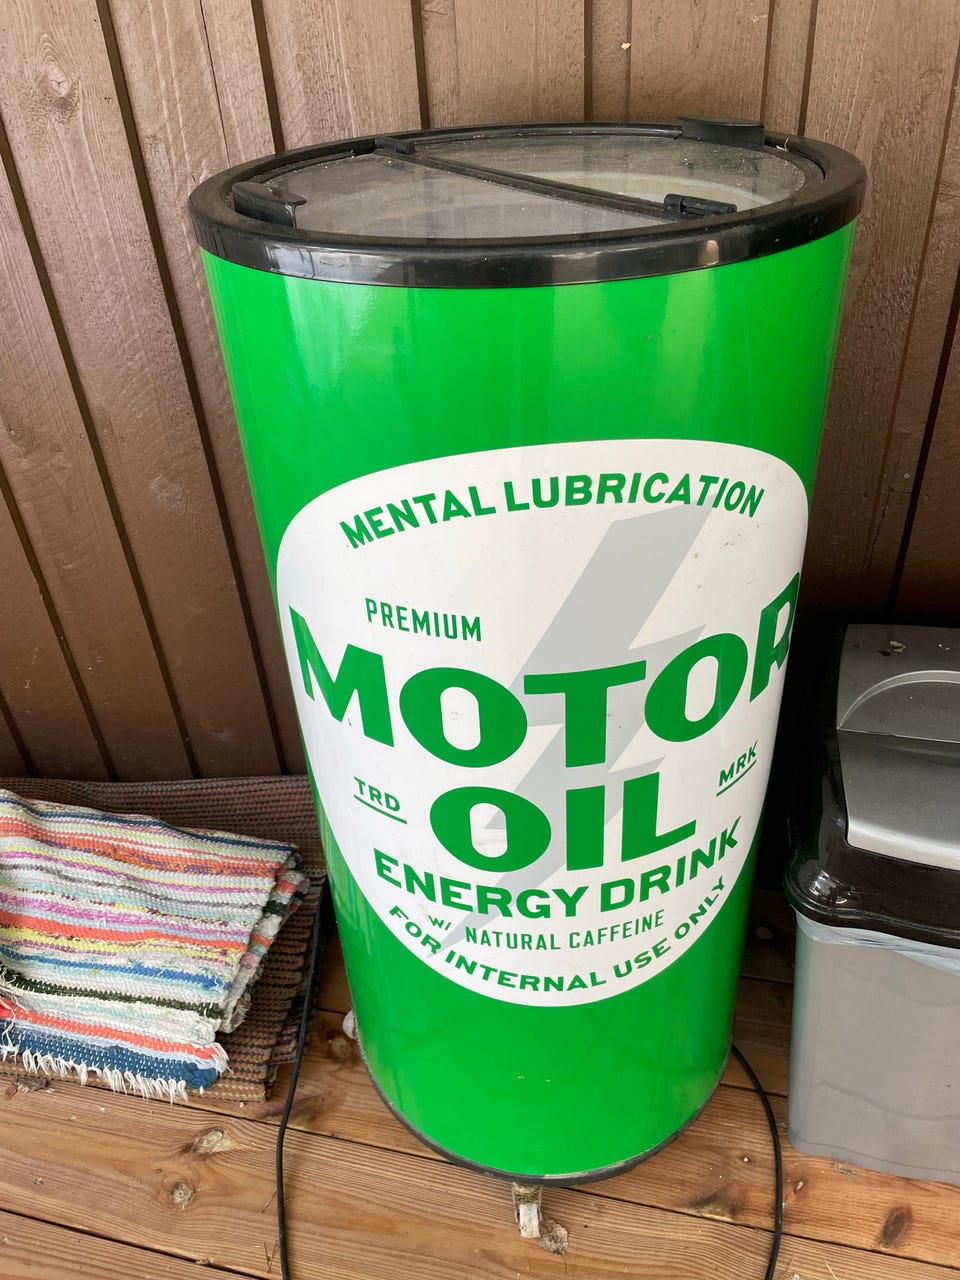 MENTAL LUBRICATION
PREMIUM
MOTOR
TRD
MRK
OIL
ENERGY DRINK
W/ NATURAL CAFFEINE
FOR INTERNAL USE ONLY